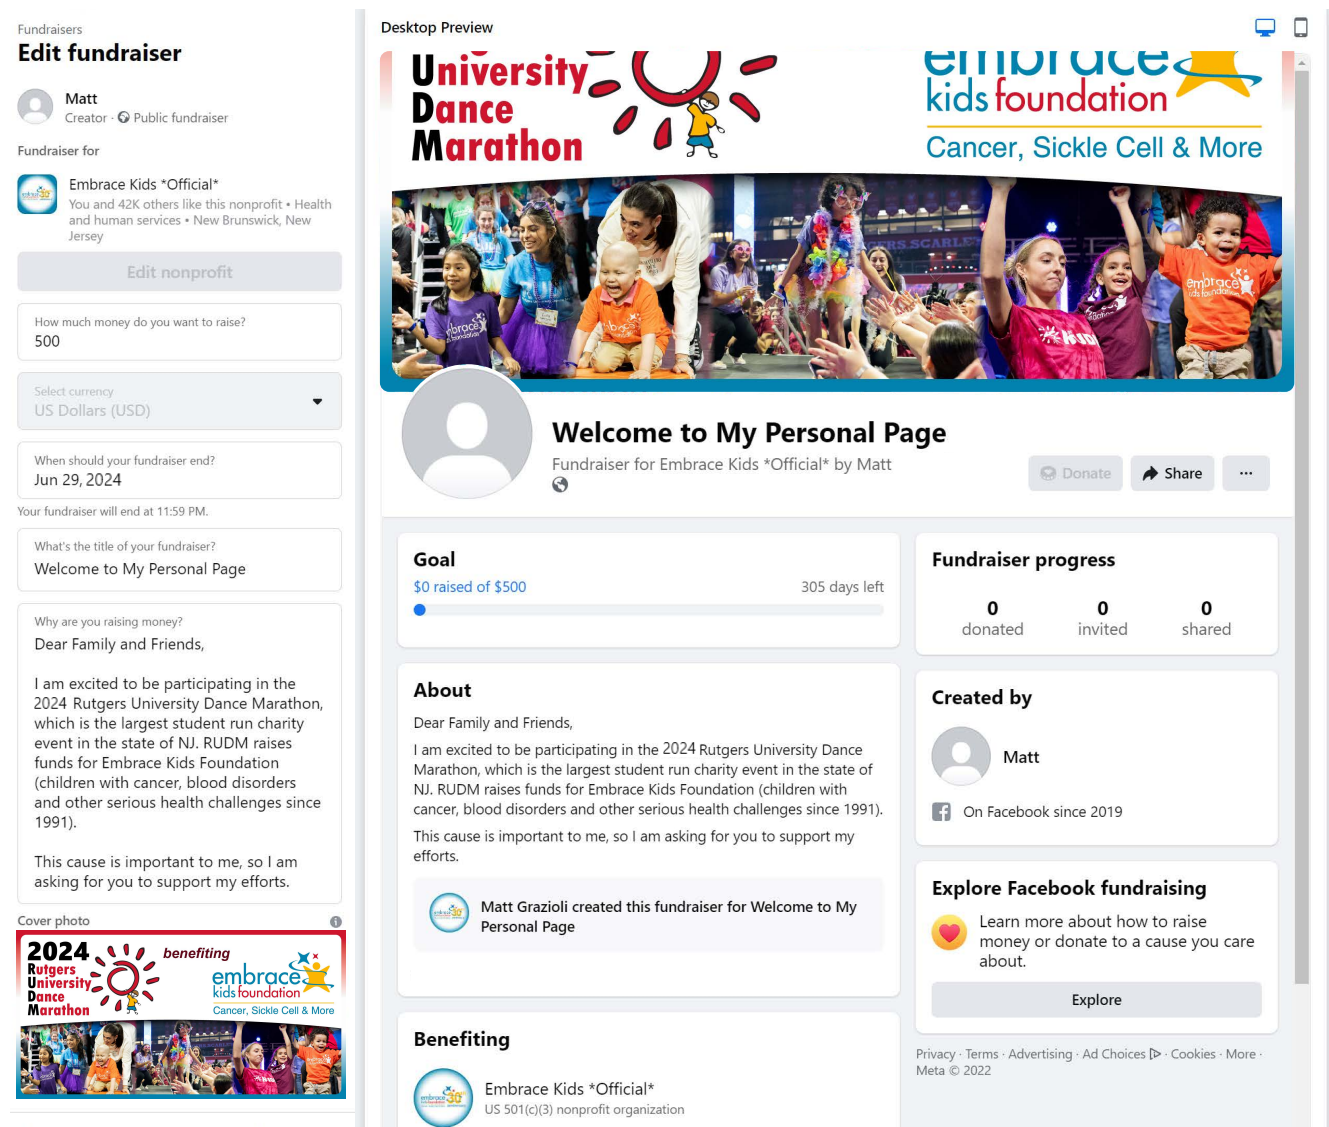 Fundraisers
Edit fundraiser
Matt
Creator · Public fundraiser
Fundraiser for
Embrace Kids *Official*
You and 42K others like this nonprofit • Health
and human services • New Brunswick, New
Jersey
Edit nonprofit
How much money do you want to raise?
500
Select currency
US Dollars (USD)
When should your fundraiser end?
Jun 29, 2024
Your fundraiser will end at 11:59 PM.
What's the title of your fundraiser?
Welcome to My Personal Page
Why are you raising money?
Dear Family and Friends,
I am excited to be participating in the
2024 Rutgers University Dance Marathon,
which is the largest student run charity
event in the state of NJ. RUDM raises
funds for Embrace Kids Foundation
(children with cancer, blood disorders
and other serious health challenges since
1991).
This cause is important to me, so I am
asking for you to support my efforts.
Cover photo
2024
Rutgers
University
Dance
Marathon
benefiting
embrace
kids foundation
Cancer, Sickle Cell & More
Desktop Preview
University
Dance
Marathon
embrace
kids foundation
Cancer, Sickle Cell & More
Welcome to My Personal Page
Fundraiser for Embrace Kids *Official* by Matt
Donate
Share
...
Goal
$0 raised of $500
305 days left
About
Dear Family and Friends,
I am excited to be participating in the 2024 Rutgers University Dance
Marathon, which is the largest student run charity event in the state of
NJ. RUDM raises funds for Embrace Kids Foundation (children with
cancer, blood disorders and other serious health challenges since 1991).
This cause is important to me, so I am asking for you to support my
efforts.
Matt Grazioli created this fundraiser for Welcome to My
Personal Page
Benefiting
Embrace Kids *Official*
US 501(c)(3) nonprofit organization
Fundraiser progress
0 0 0
donated invited shared
Created by
Matt
On Facebook since 2019
Explore Facebook fundraising
Learn more about how to raise
money or donate to a cause you care
about.
Explore
Privacy · Terms · Advertising · Ad Choices · Cookies · More ·
Meta © 2022